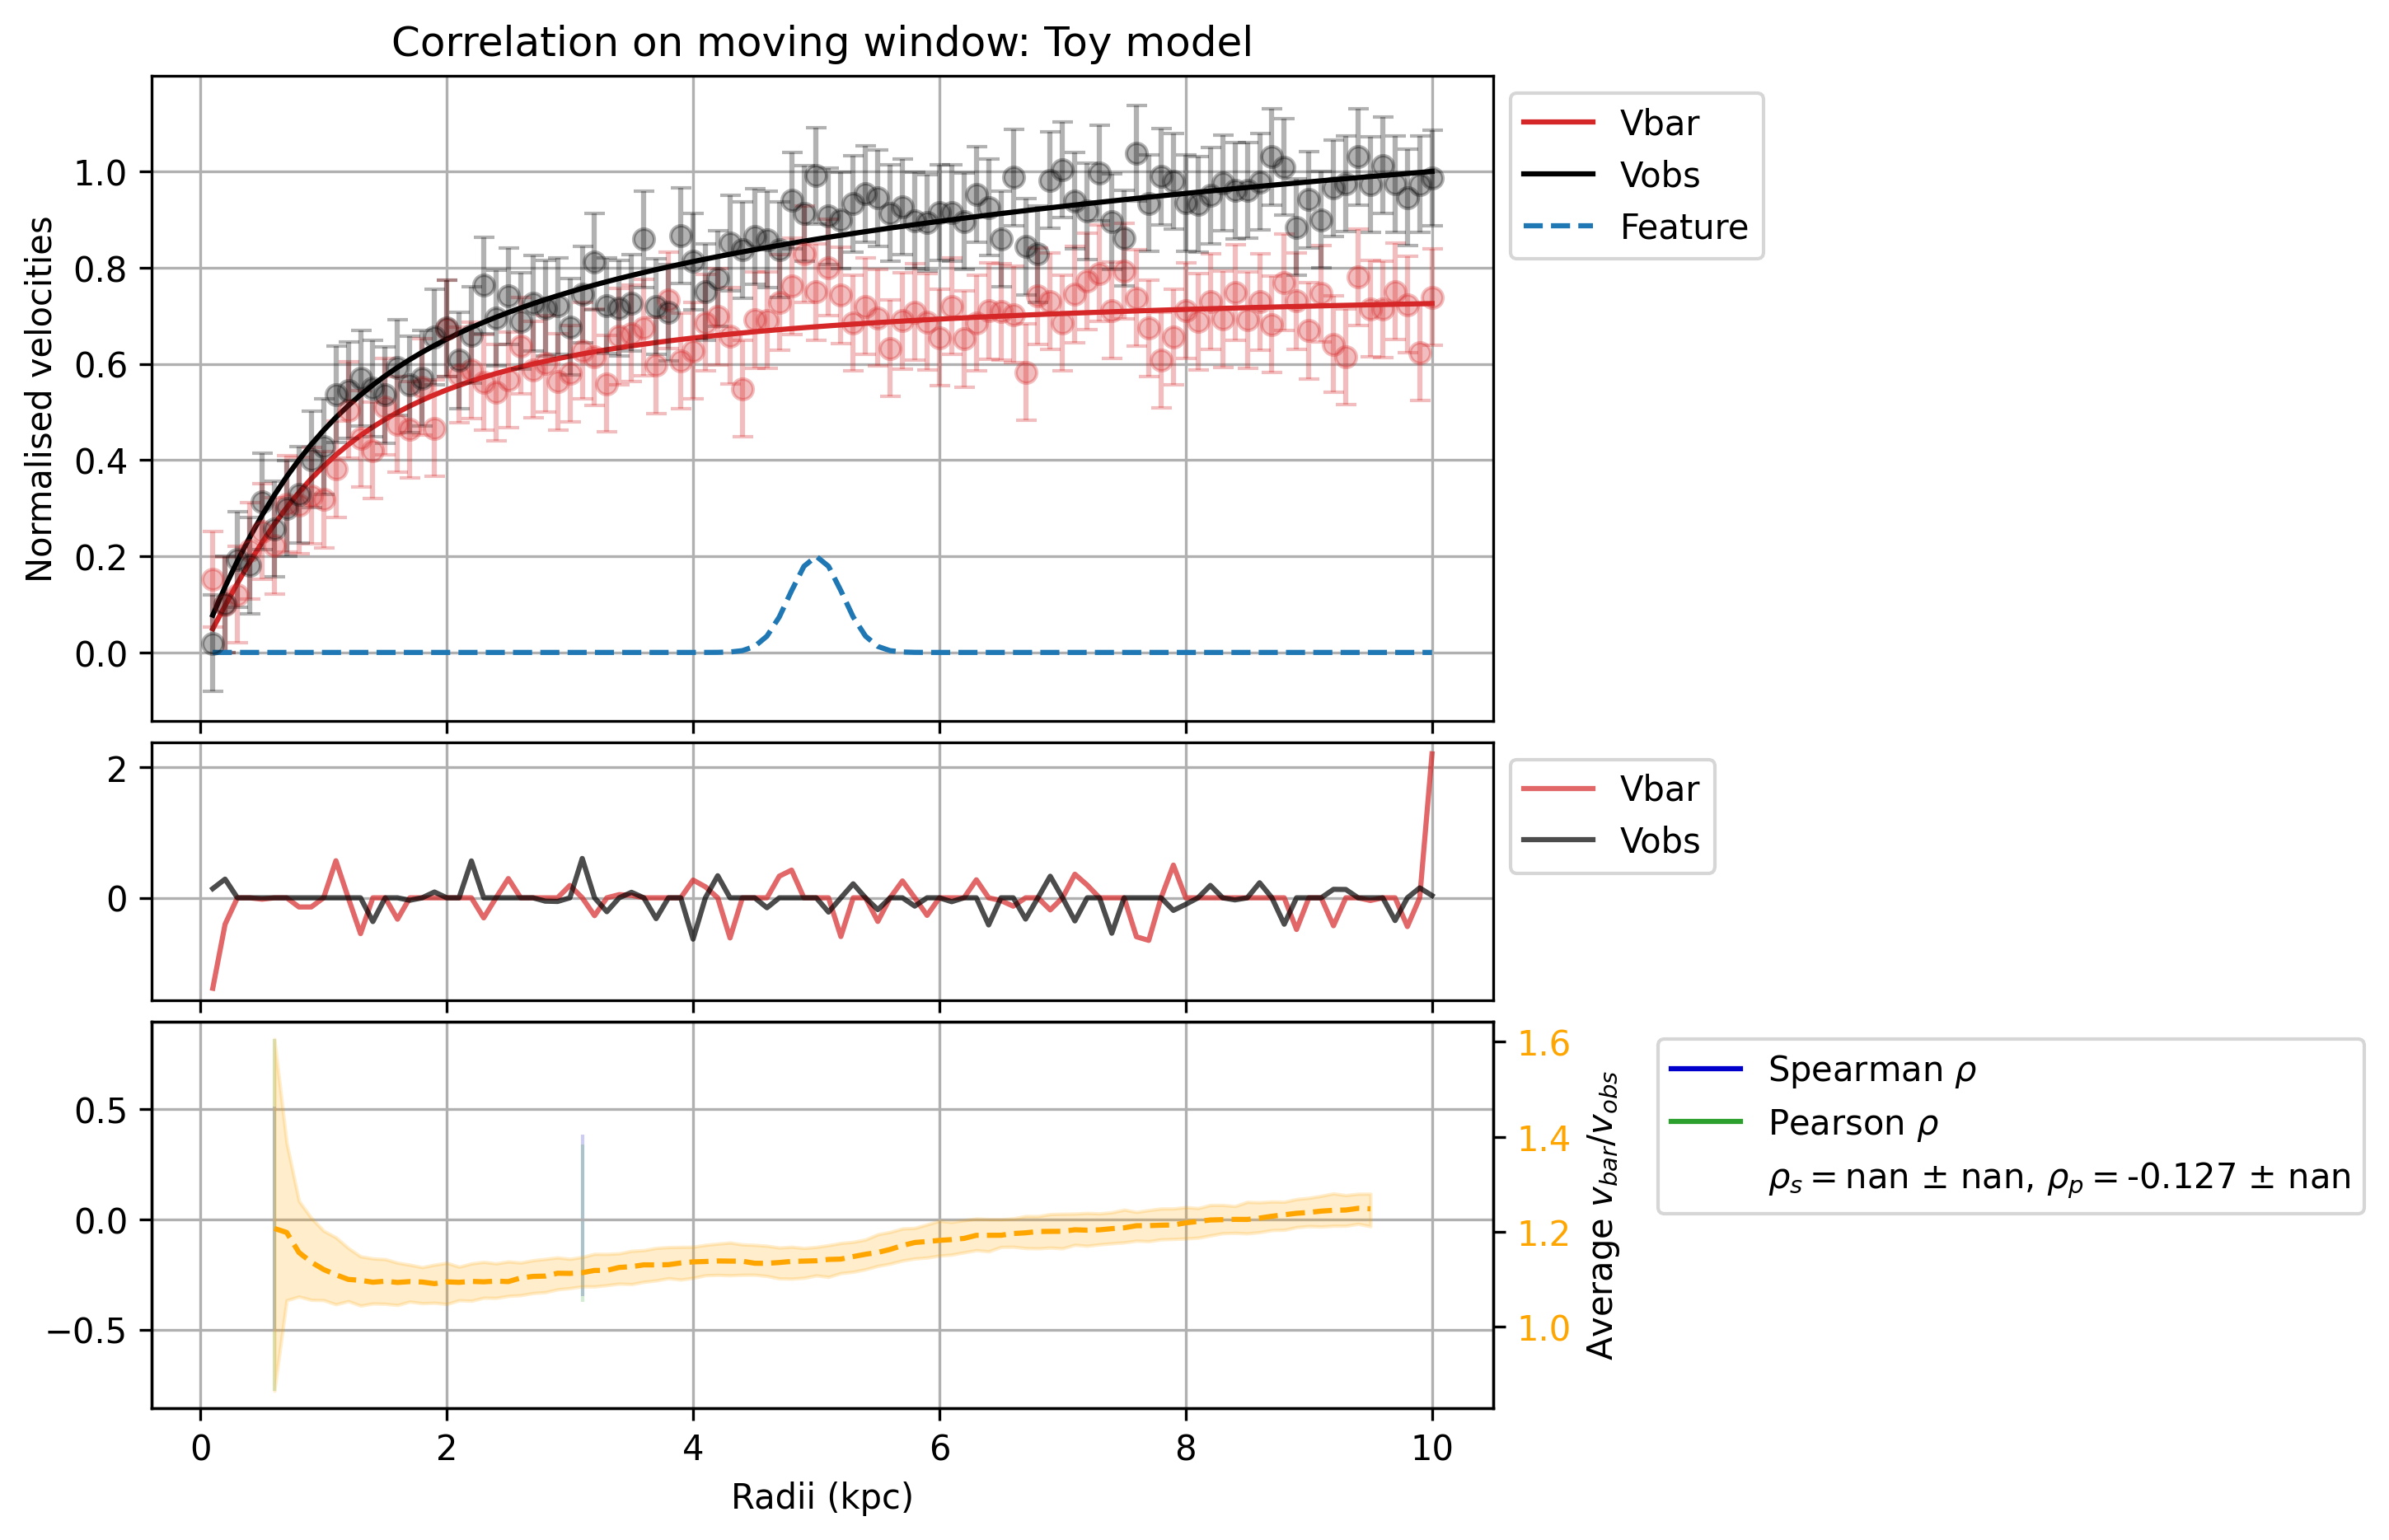 Correlation on moving window: Toy model
Normalised velocities
1.0
0.8
0.6
0.4
0.2
0.0
Vbar
Vobs
Feature
2
0
Vbar
Vobs
0.5
0.0
−0.5
1.6
1.4
1.2
1.0
Average v_bar/v_obs
Spearman ρ
Pearson ρ
ρ_s = nan ± nan, ρ_p = -0.127 ± nan
0 2 4 6 8 10
Radii (kpc)